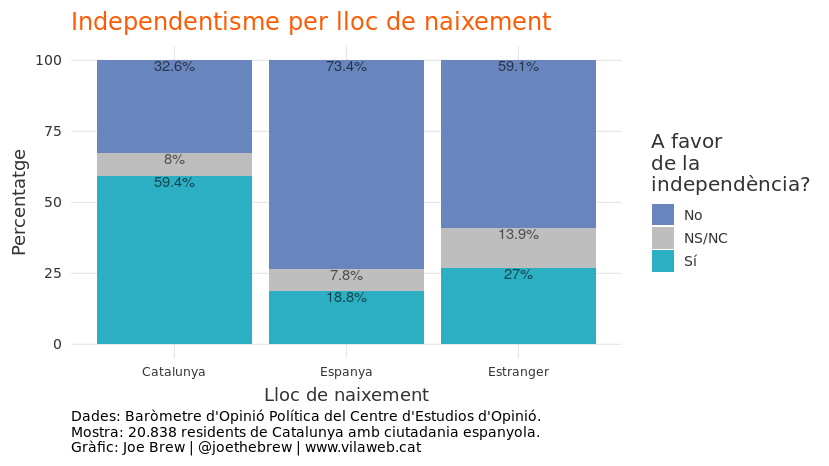 Independentisme per lloc de naixement
100
75
50
25
0
Percentatge
32.6%
8%
59.4%
73.4%
7.8%
18.8%
59.1%
13.9%
27%
Catalunya
Espanya
Estranger
Lloc de naixement
A favor
de la
independència?
No
NS/NC
Sí
Dades: Baròmetre d'Opinió Política del Centre d'Estudios d'Opinió.
Mostra: 20.838 residents de Catalunya amb ciutadania espanyola.
Gràfic: Joe Brew | @joethebrew | www.vilaweb.cat